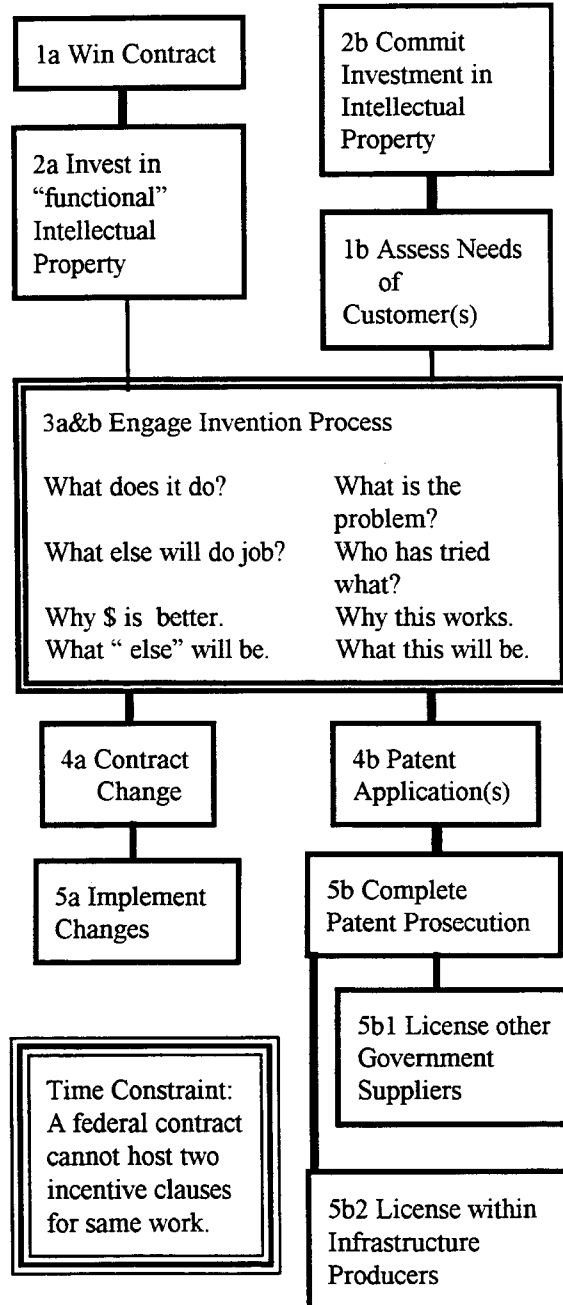 1a Win Contract
2a Invest in
“functional”
Intellectual
Property
2b Commit
Investment in
Intellectual
Property
1b Assess Needs
of
Customer(s)
3a&b Engage Invention Process
What does it do?
What is the
problem?
What else will do job?
Who has tried
what?
Why $ is better.
Why this works.
What “ else” will be.
What this will be.
4a Contract
Change
5a Implement
Changes
4b Patent
Application(s)
5b Complete
Patent Prosecution
5b1 License other
Government
Suppliers
5b2 License within
Infrastructure
Producers
Time Constraint:
A federal contract
cannot host two
incentive clauses
for same work.